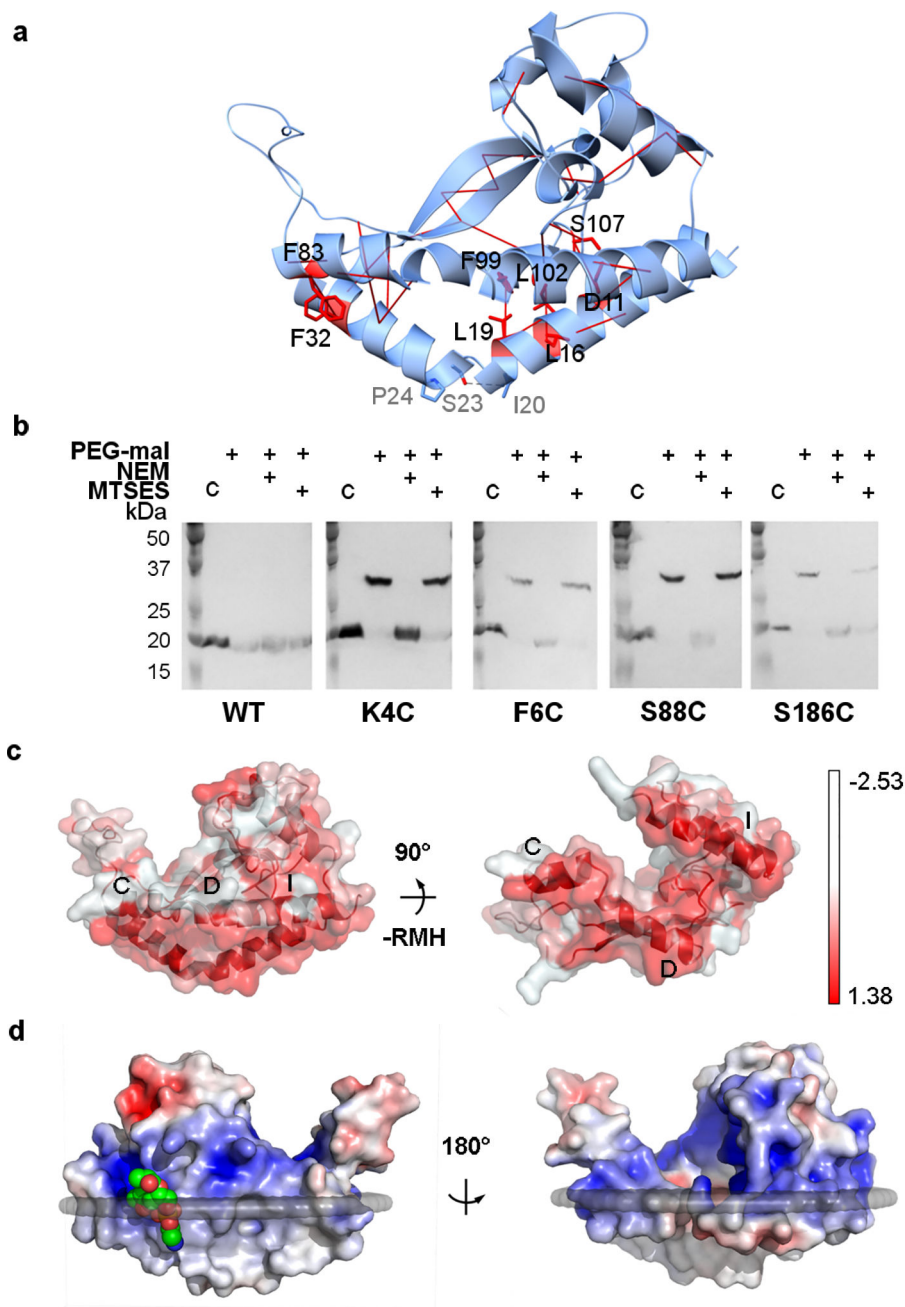 a
S107
F83
F99
L102
D11
F32
L19
L16
P24
S23
I20
b
PEG-mal + + + + + + + + + + + + + + +
NEM + + + + +
MTSES C + C + C + C + C +
kDa
50
37
25
20
15
WT K4C F6C S88C S186C
c
-2.53
C D I
90°
-RMH
C I
D
1.38
d
180°